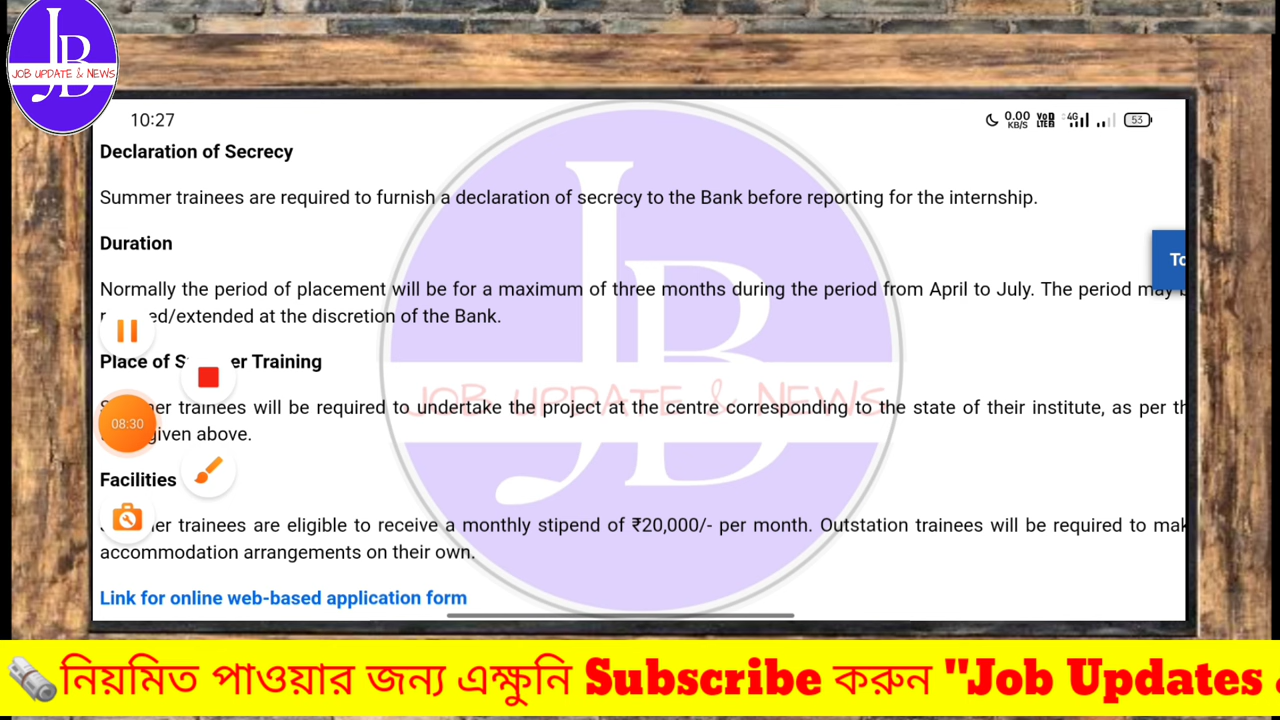 JB
JOB UPDATE & NEWS
10:27
0.00
KB/S
VoD
LTE2
4G
53
Declaration of Secrecy
Summer trainees are required to furnish a declaration of secrecy to the Bank before reporting for the internship.
Duration
Normally the period of placement will be for a maximum of three months during the period from April to July. The period may
/extended at the discretion of the Bank.
Place of Training
trainees will be required to undertake the project at the centre corresponding to the state of their institute, as per
given above.
08:30
JB
JOB UPDATE & NEWS
Facilities
trainees are eligible to receive a monthly stipend of ₹20,000/- per month. Outstation trainees will be required to
accommodation arrangements on their own.
Link for online web-based application form
নিয়মিত পাওয়ার জন্য এক্ষুনি Subscribe করুন "Job Updates